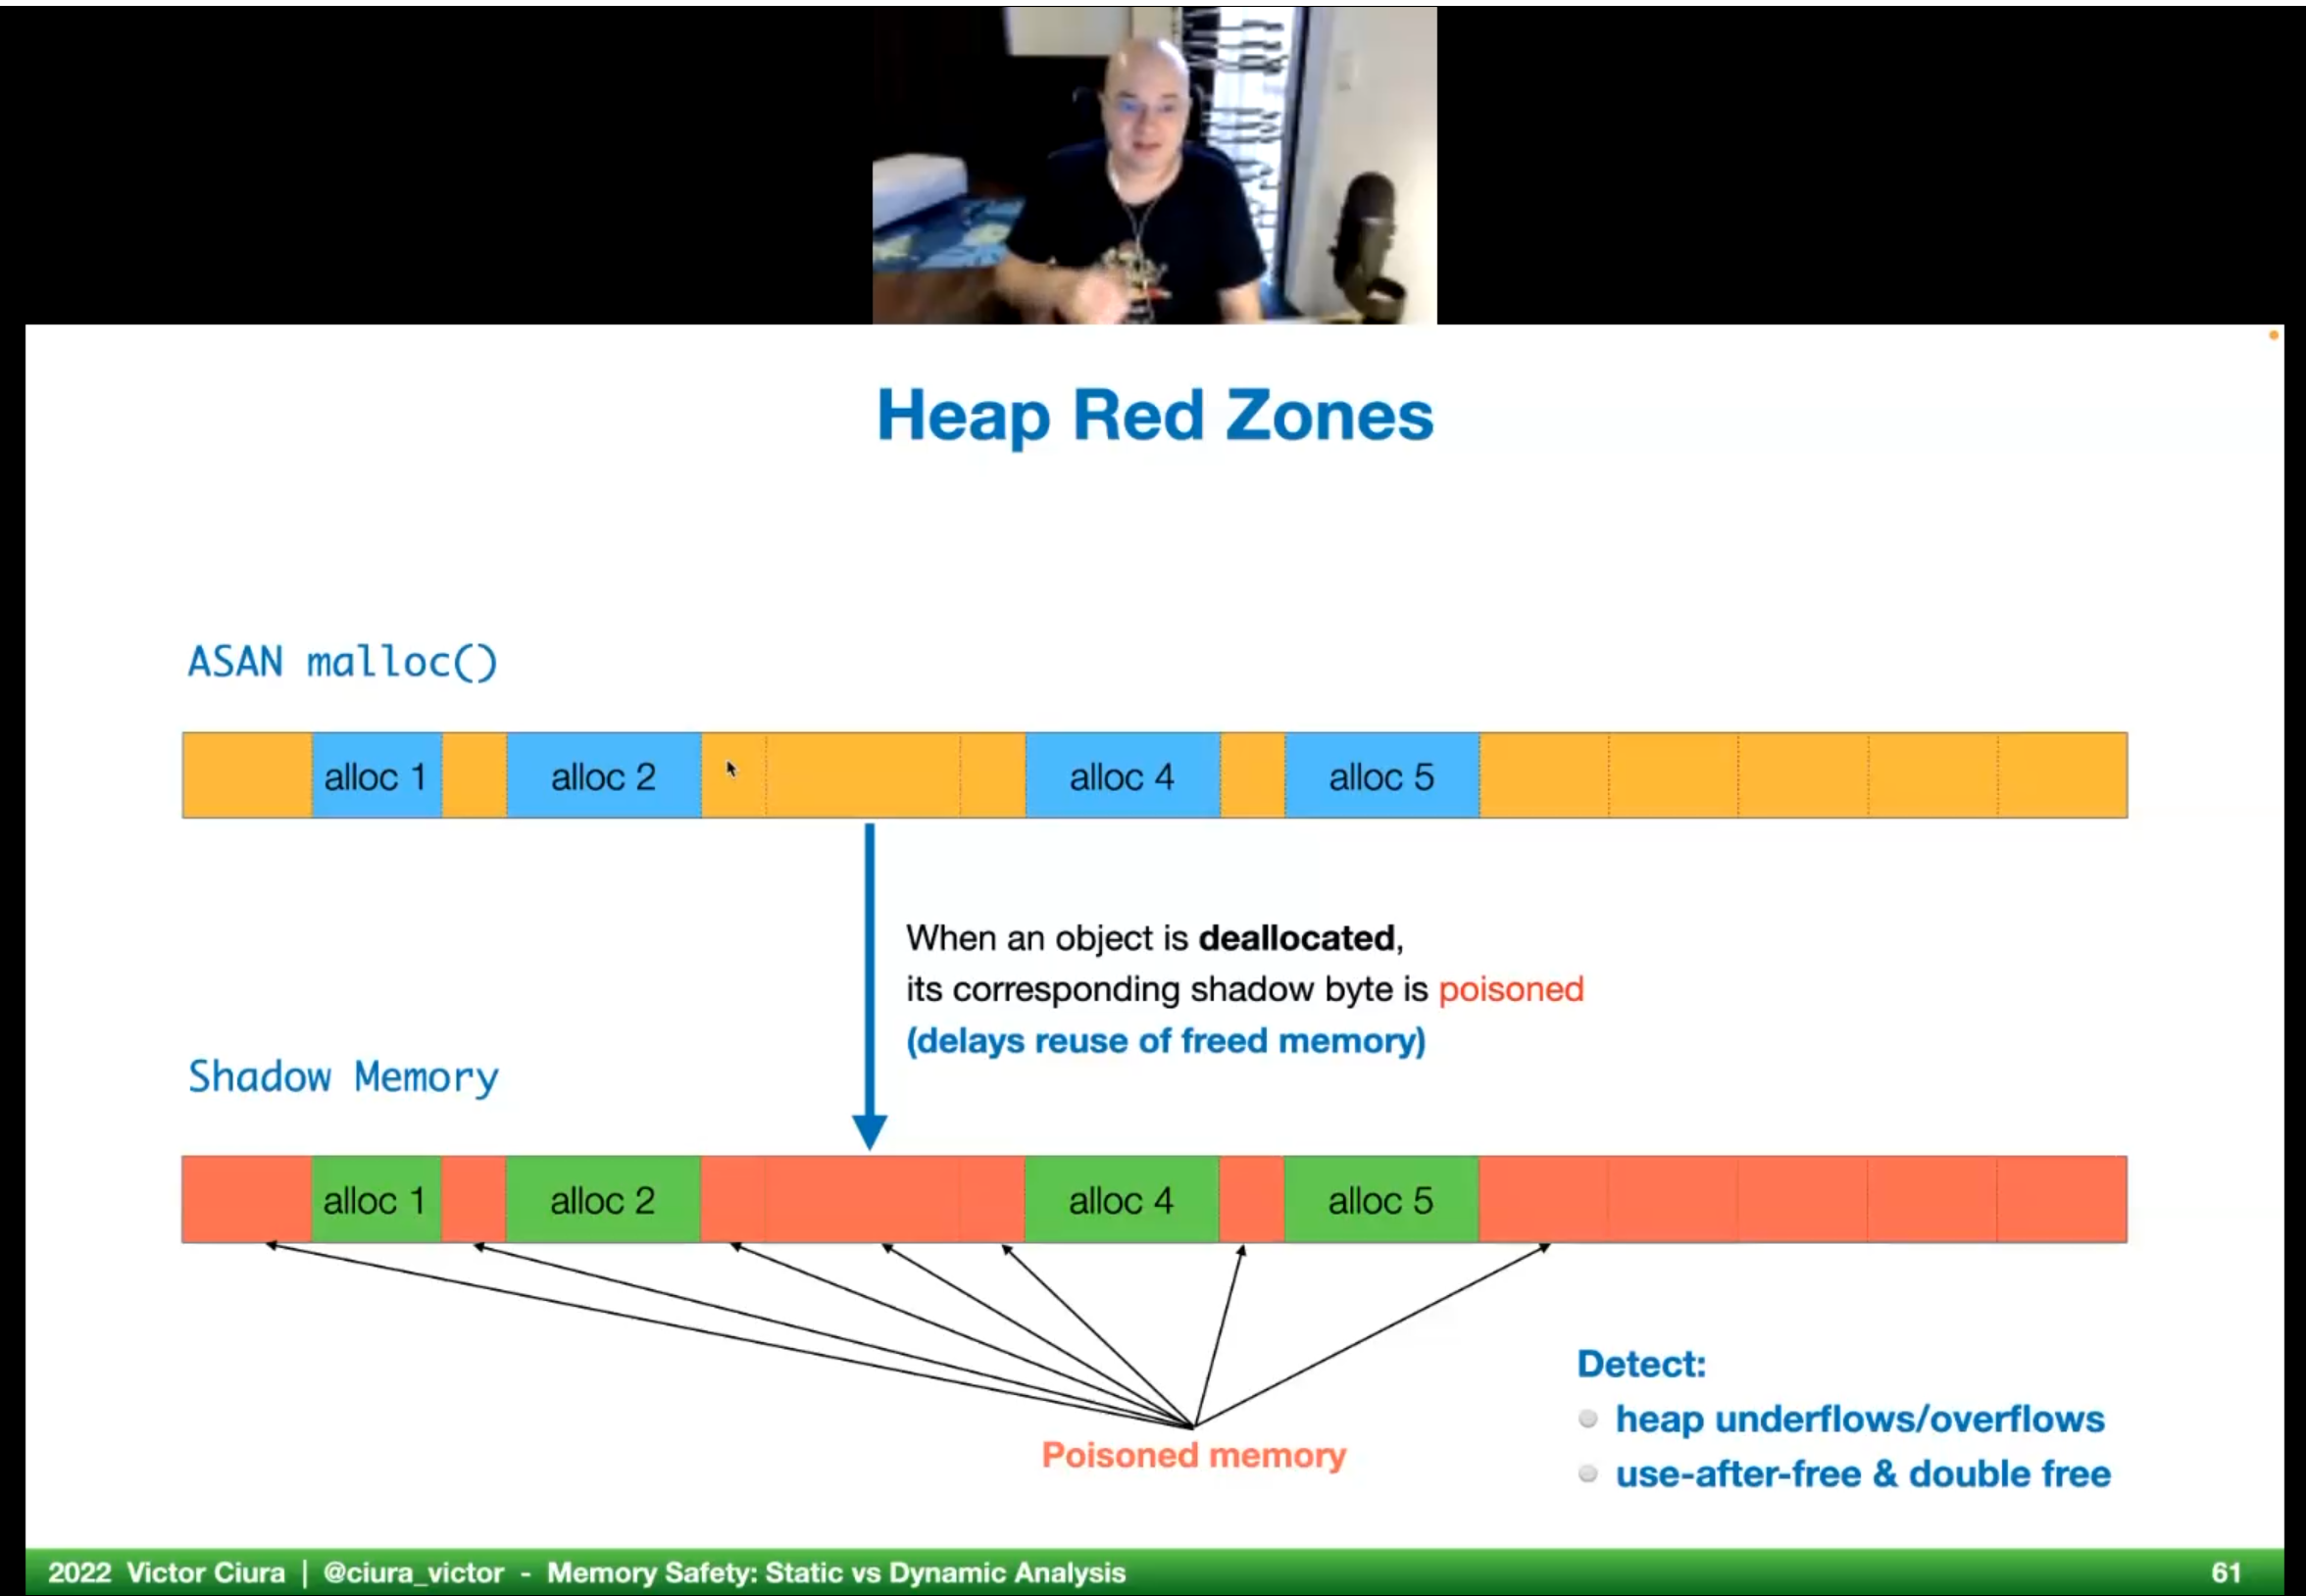 Heap Red Zones
ASAN malloc()
alloc 1
alloc 2
alloc 4
alloc 5
When an object is deallocated,
its corresponding shadow byte is poisoned
(delays reuse of freed memory)
Shadow Memory
alloc 1
alloc 2
alloc 4
alloc 5
Poisoned memory
Detect:
heap underflows/overflows
use-after-free & double free
2022 Victor Ciura | @ciura_victor - Memory Safety: Static vs Dynamic Analysis
61